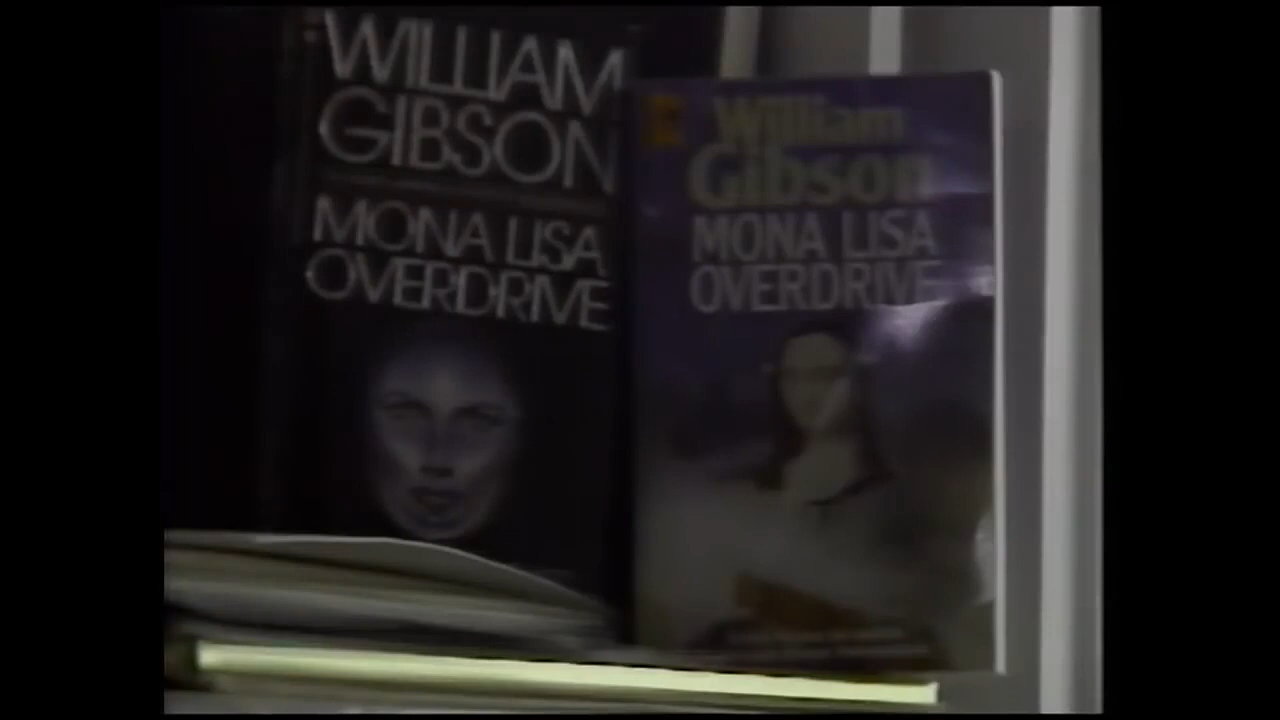 WILLIAM
GIBSON
MONA LISA
OVERDRIVE
William
Gibson
MONA LISA
OVERDRIVE